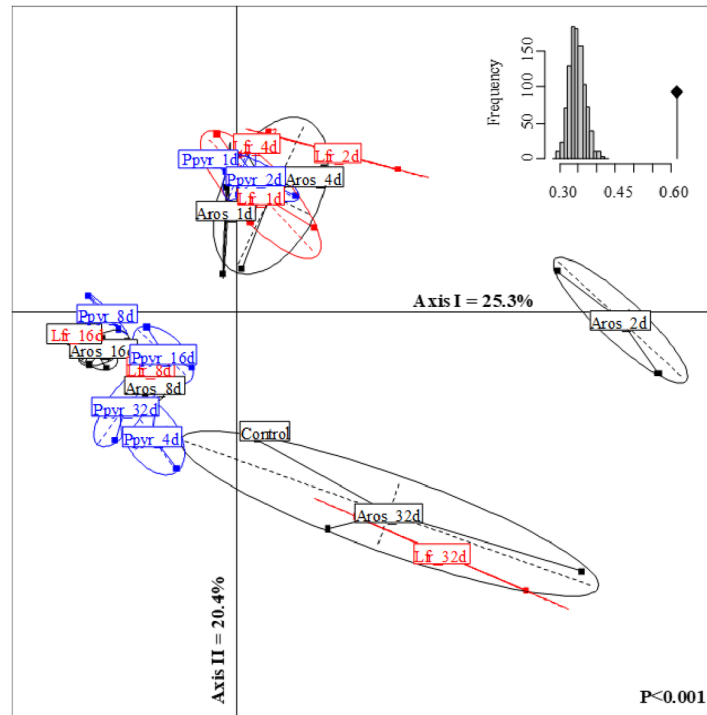 Frequency
0 50 100 150
0.30 0.45 0.60
Lfr_4d
Lfr_2d
Ppyr_1d
Ppyr_2d
Aros_4d
Lfr_1d
Aros_1d
Axis I = 25.3%
Ppyr_8d
Aros_2d
Lfr_16d
Aros_16d
Ppyr_16d
Lfr_8d
Aros_8d
Ppyr_32d
Control
Ppyr_4d
Aros_32d
Lfr_32d
Axis II = 20.4%
P<0.001